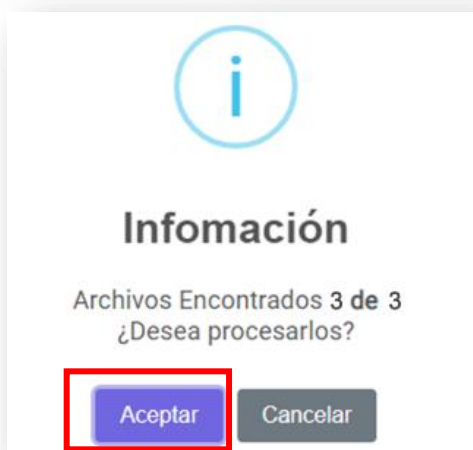 i
Infomación
Archivos Encontrados 3 de 3
¿Desea procesarlos?
Aceptar Cancelar